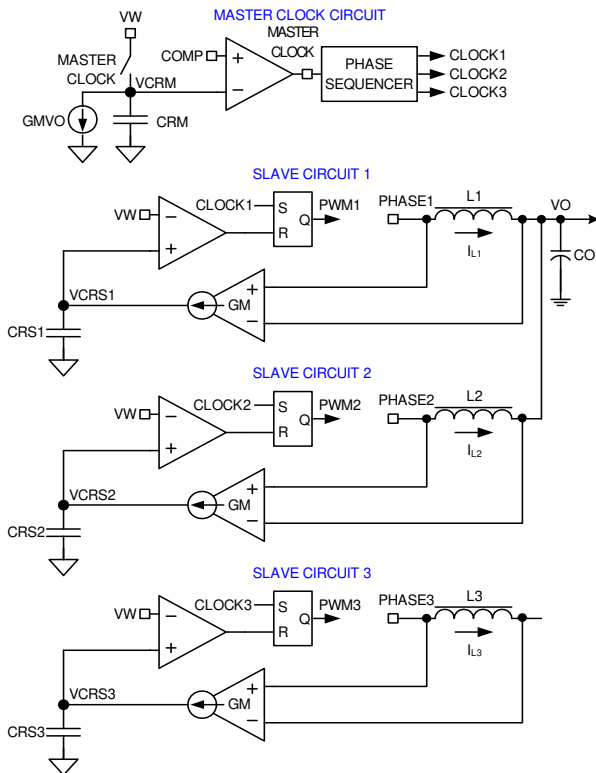 MASTER CLOCK CIRCUIT
VW
MASTER
CLOCK
COMP
MASTER
CLOCK
VCRM
GMVO
CRM
+
−
PHASE
SEQUENCER
CLOCK1
CLOCK2
CLOCK3
SLAVE CIRCUIT 1
VW
−
+
CLOCK1
S
R
Q
PWM1
PHASE1
L1
IL1
VO
CO
VCRS1
CRS1
GM
+
−
SLAVE CIRCUIT 2
VW
−
+
CLOCK2
S
R
Q
PWM2
PHASE2
L2
IL2
VCRS2
CRS2
GM
+
−
SLAVE CIRCUIT 3
VW
−
+
CLOCK3
S
R
Q
PWM3
PHASE3
L3
IL3
VCRS3
CRS3
GM
+
−